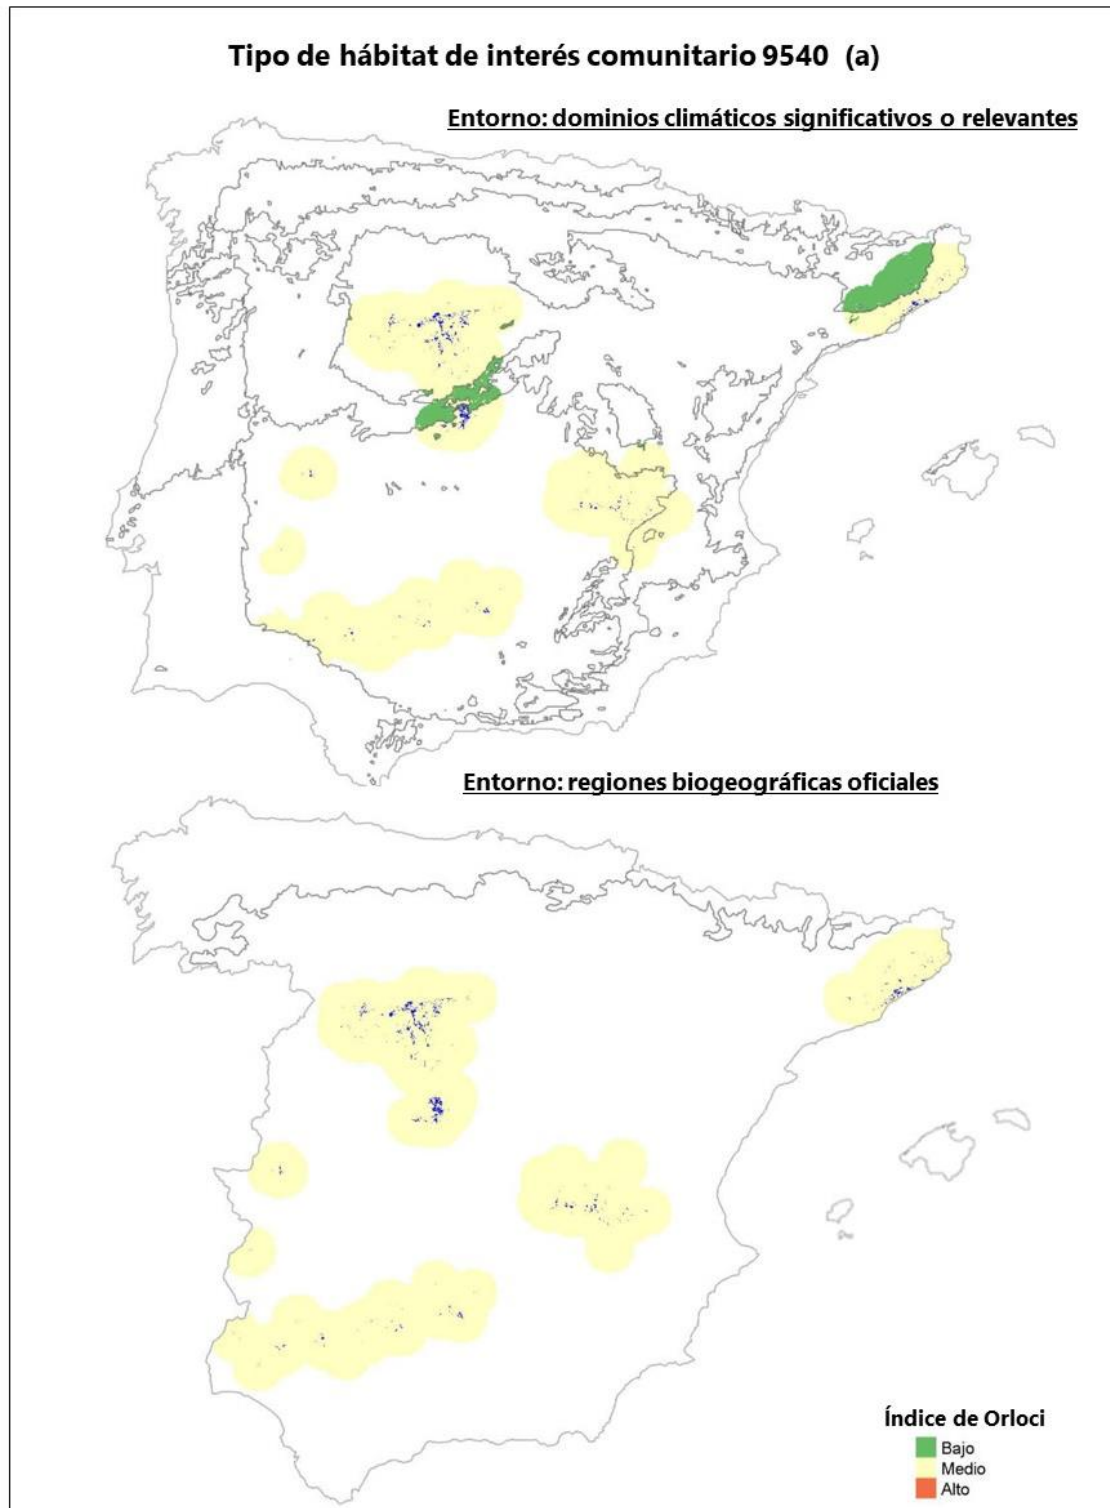 Tipo de hábitat de interés comunitario 9540  (a)
Entorno: dominios climáticos significativos o relevantes
Entorno: regiones biogeográficas oficiales
Índice de Orloci
Bajo
Medio
Alto